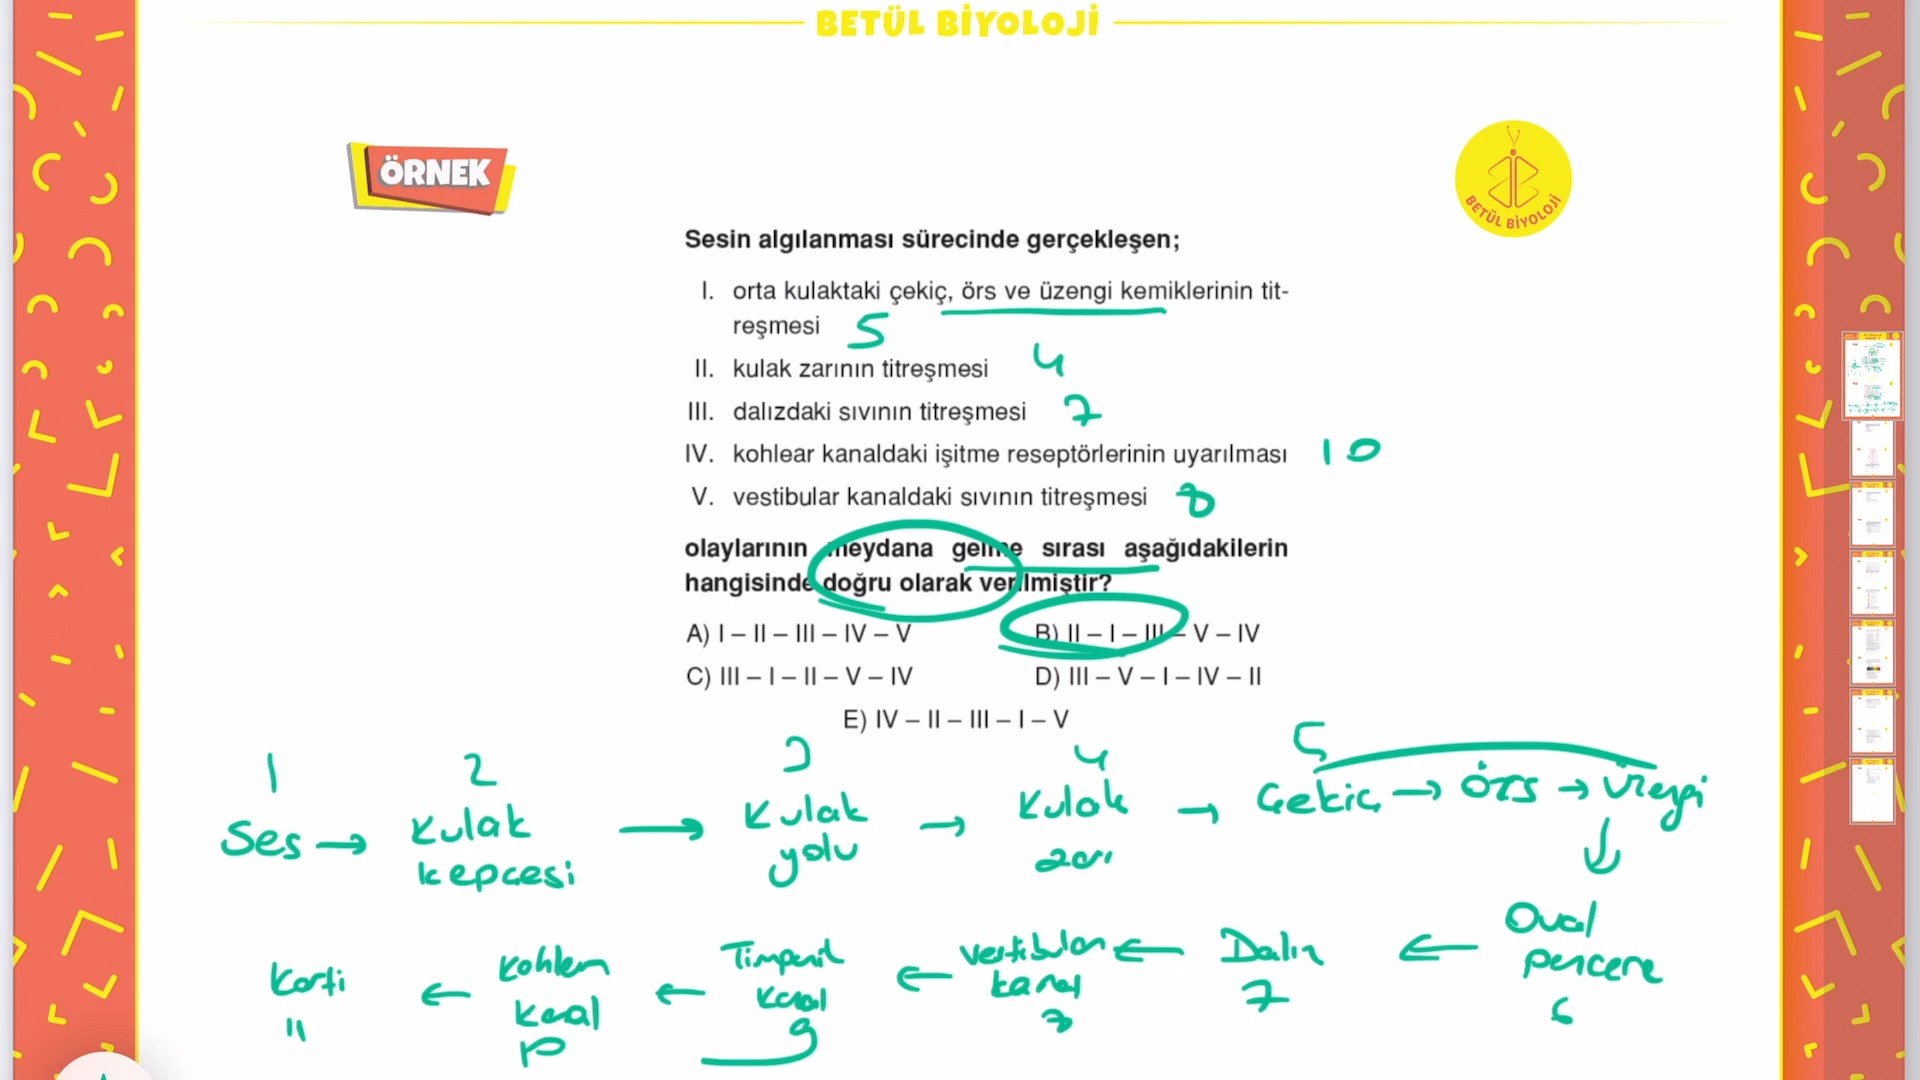 BETÜL BİYOLOJİ
ÖRNEK
BETÜL BİYOLOJİ
Sesin algılanması sürecinde gerçekleşen;
I. orta kulaktaki çekiç, örs ve üzengi kemiklerinin tit-
reşmesi 5
II. kulak zarının titreşmesi 4
III. dalızdaki sıvının titreşmesi 7
IV. kohlear kanaldaki işitme reseptörlerinin uyarılması 10
V. vestibular kanaldaki sıvının titreşmesi 8
olaylarının meydana gelme sırası aşağıdakilerin
hangisinde doğru olarak verilmiştir?
A) I – II – III – IV – V B) II – I – III – V – IV
C) III – I – II – V – IV D) III – V – I – IV – II
E) IV – II – III – I – V
1 2 3 4 5
Ses → Kulak kepçesi → Kulak yolu → Kulak zarı → Çekiç → örs → üzengi
↓
Korti ← Kohlear kanal ← Timpanik kanal ← Vestibular kanal ← Dalız ← Oval pencere
11 10 9 8 7 6